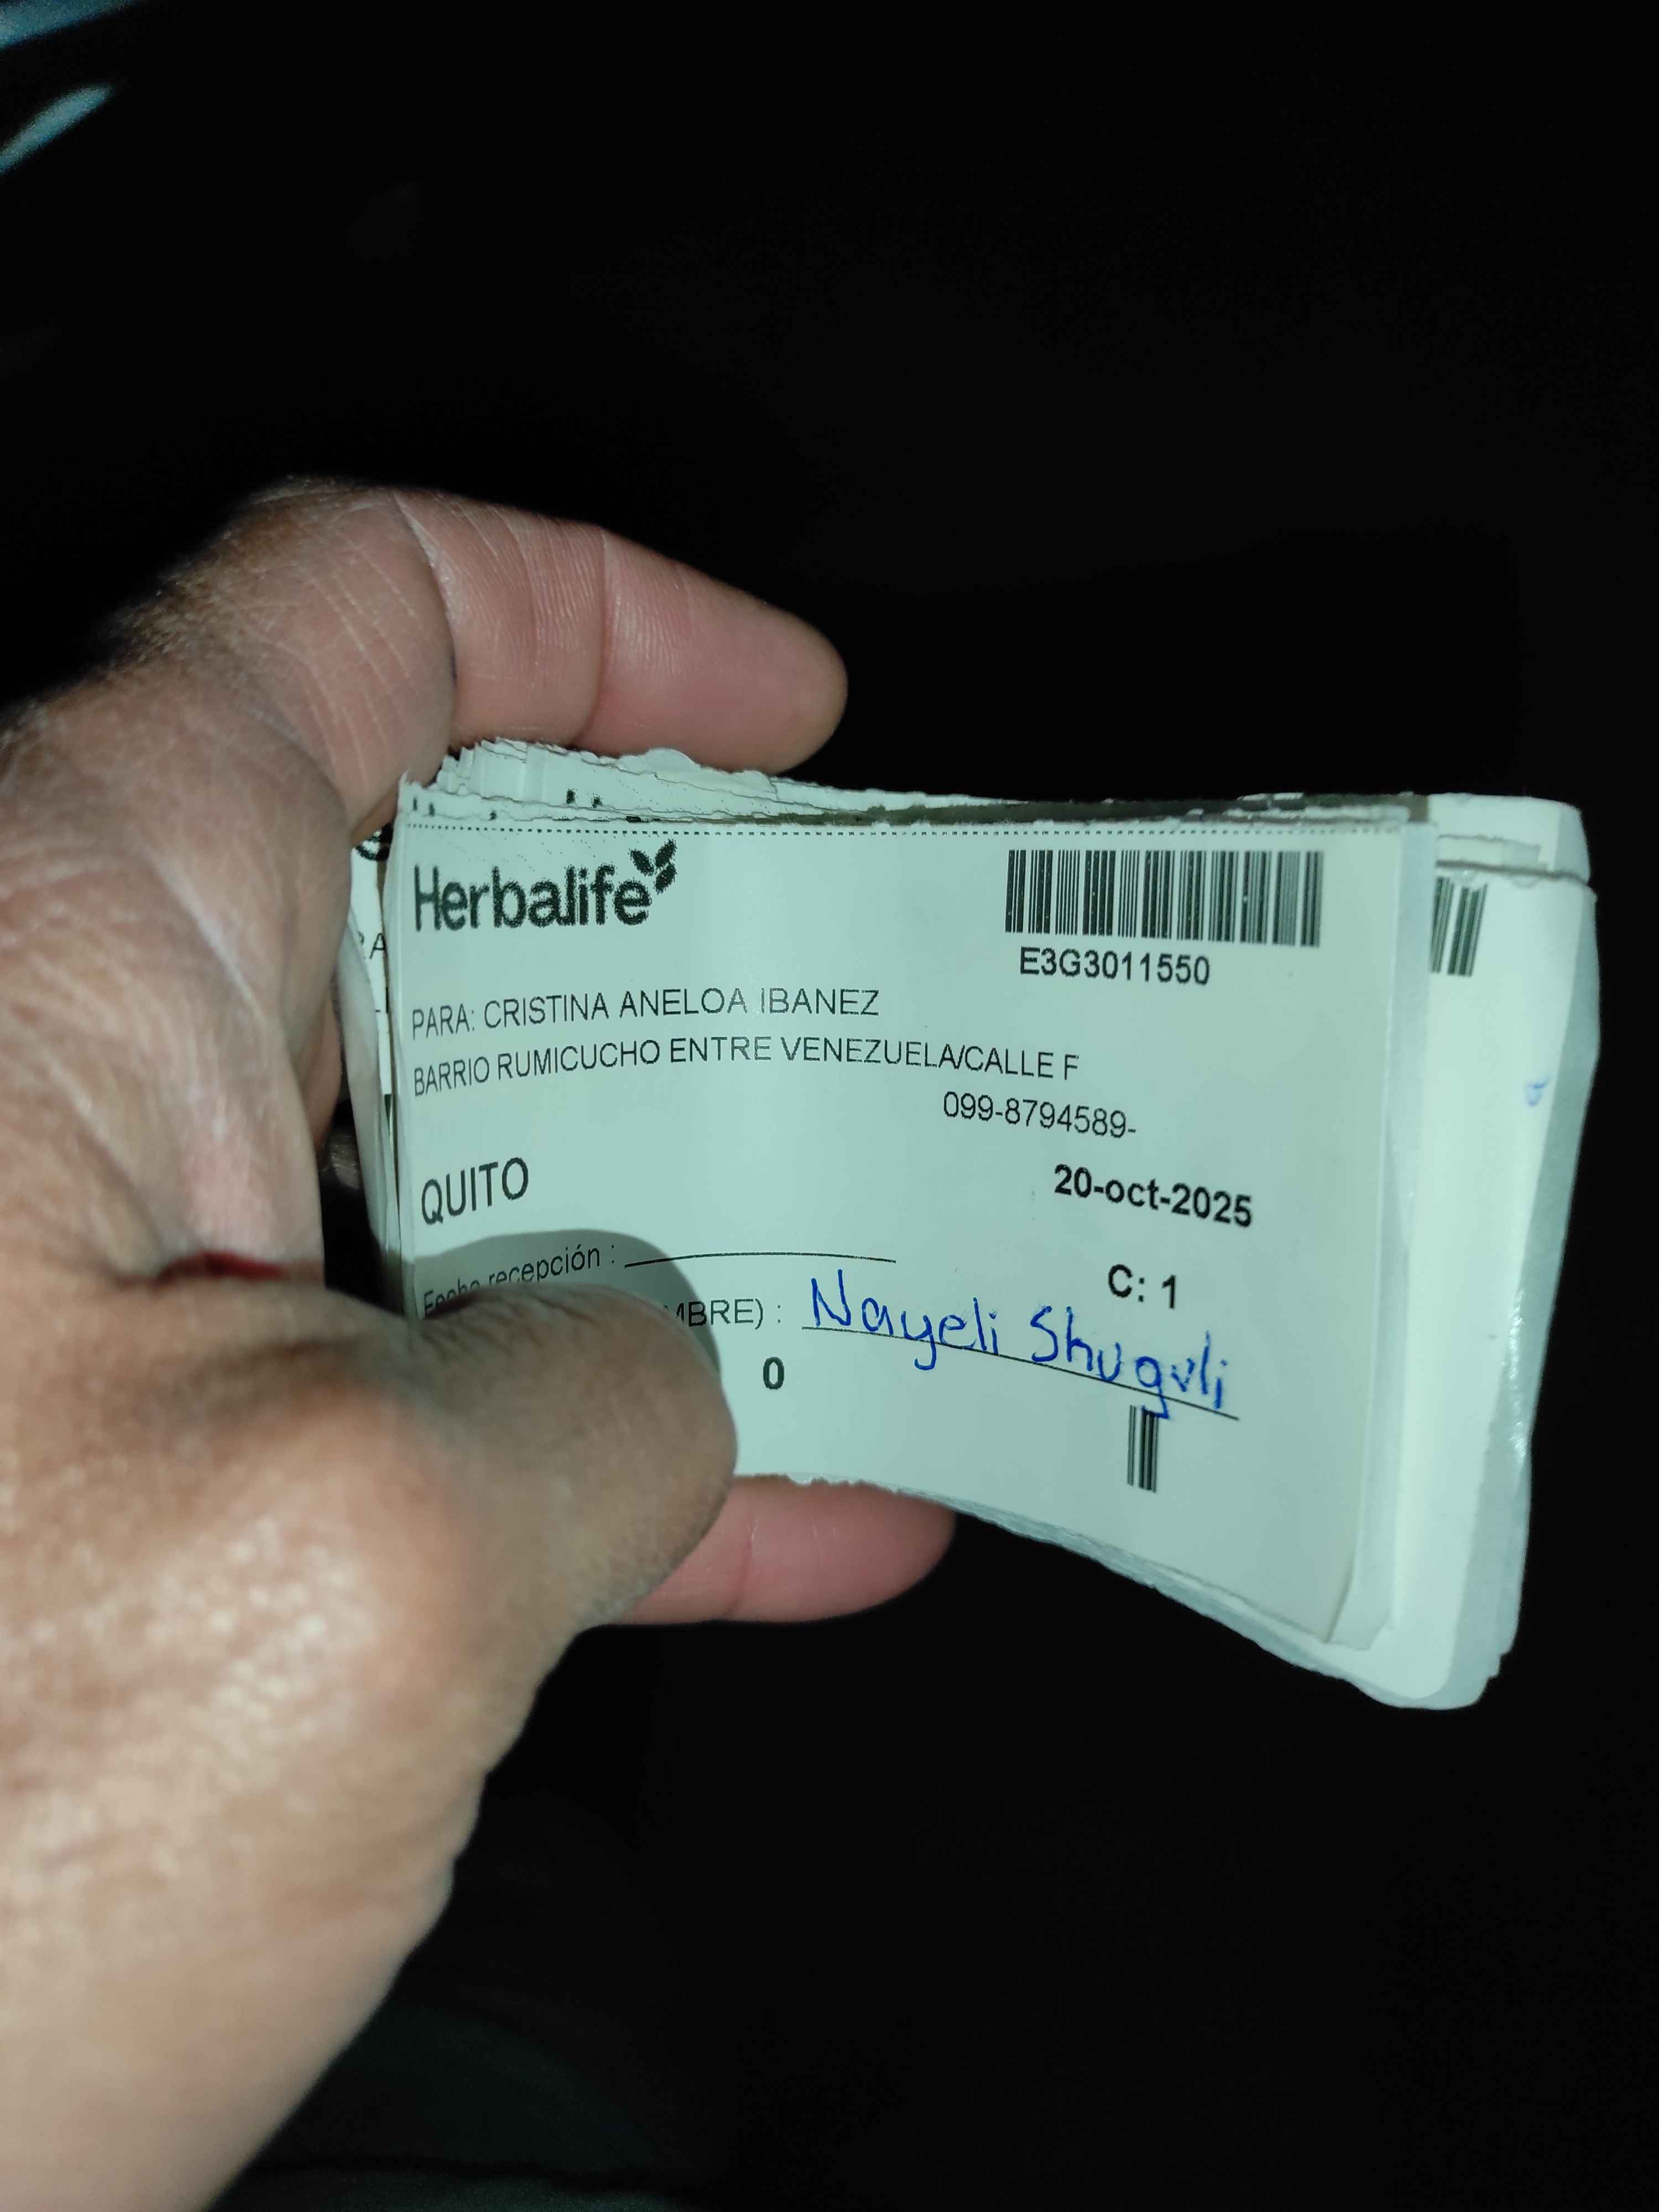 Herbalife
E3G3011550
PARA: CRISTINA ANELOA IBANEZ
BARRIO RUMICUCHO ENTRE VENEZUELA/CALLE F
099-8794589-
QUITO
20-oct-2025
Fecha recepción :
C: 1
MBRE) : Nayeli Shuguli
0